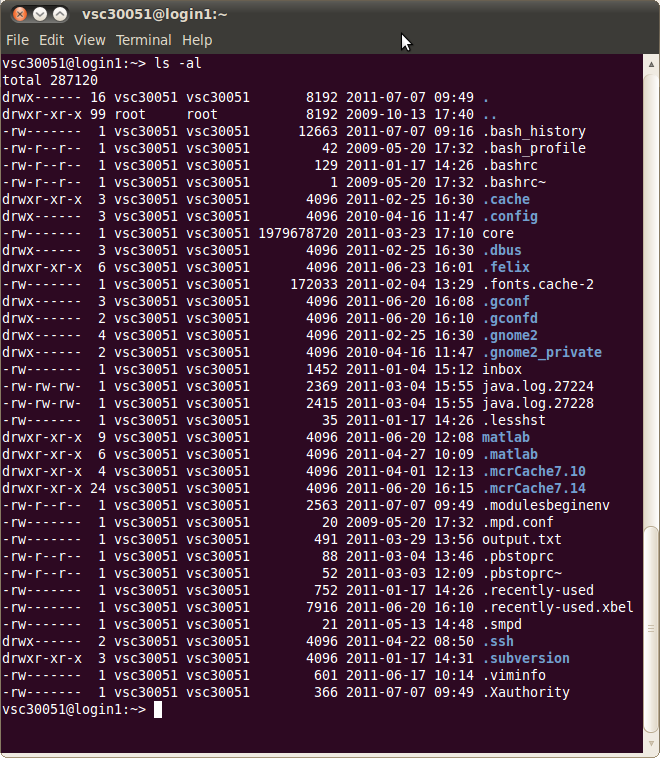 vsc30051@login1:~
File Edit View Terminal Help
vsc30051@login1:~> ls -al
total 287120
drwx------ 16 vsc30051 vsc30051       8192 2011-07-07 09:49 .
drwxr-xr-x 99 root     root           8192 2009-10-13 17:40 ..
-rw-------  1 vsc30051 vsc30051      12663 2011-07-07 09:16 .bash_history
-rw-r--r--  1 vsc30051 vsc30051         42 2009-05-20 17:32 .bash_profile
-rw-r--r--  1 vsc30051 vsc30051        129 2011-01-17 14:26 .bashrc
-rw-r--r--  1 vsc30051 vsc30051          1 2009-05-20 17:32 .bashrc~
drwxr-xr-x  3 vsc30051 vsc30051       4096 2011-02-25 16:30 .cache
drwx------  3 vsc30051 vsc30051       4096 2010-04-16 11:47 .config
-rw-------  1 vsc30051 vsc30051 1979678720 2011-03-23 17:10 core
drwx------  3 vsc30051 vsc30051       4096 2011-02-25 16:30 .dbus
drwxr-xr-x  6 vsc30051 vsc30051       4096 2011-06-23 16:01 .felix
-rw-------  1 vsc30051 vsc30051     172033 2011-02-04 13:29 .fonts.cache-2
drwx------  3 vsc30051 vsc30051       4096 2011-06-20 16:08 .gconf
drwx------  2 vsc30051 vsc30051       4096 2011-06-20 16:10 .gconfd
drwx------  4 vsc30051 vsc30051       4096 2011-02-25 16:30 .gnome2
drwx------  2 vsc30051 vsc30051       4096 2010-04-16 11:47 .gnome2_private
-rw-------  1 vsc30051 vsc30051       1452 2011-01-04 15:12 inbox
-rw-rw-rw-  1 vsc30051 vsc30051       2369 2011-03-04 15:55 java.log.27224
-rw-rw-rw-  1 vsc30051 vsc30051       2415 2011-03-04 15:55 java.log.27228
-rw-------  1 vsc30051 vsc30051         35 2011-01-17 14:26 .lesshst
drwxr-xr-x  9 vsc30051 vsc30051       4096 2011-06-20 12:08 matlab
drwxr-xr-x  6 vsc30051 vsc30051       4096 2011-04-27 10:09 .matlab
drwxr-xr-x  4 vsc30051 vsc30051       4096 2011-04-01 12:13 .mcrCache7.10
drwxr-xr-x 24 vsc30051 vsc30051       4096 2011-06-20 16:15 .mcrCache7.14
-rw-r--r--  1 vsc30051 vsc30051       2563 2011-07-07 09:49 .modulesbeginenv
-rw-------  1 vsc30051 vsc30051         20 2009-05-20 17:32 .mpd.conf
-rw-r--r--  1 vsc30051 vsc30051        491 2011-03-29 13:56 output.txt
-rw-r--r--  1 vsc30051 vsc30051         88 2011-03-04 13:46 .pbstoprc
-rw-r--r--  1 vsc30051 vsc30051         52 2011-03-03 12:09 .pbstoprc~
-rw-------  1 vsc30051 vsc30051        752 2011-01-17 14:26 .recently-used
-rw-------  1 vsc30051 vsc30051       7916 2011-06-20 16:10 .recently-used.xbel
-rw-------  1 vsc30051 vsc30051         21 2011-05-13 14:48 .smpd
drwx------  2 vsc30051 vsc30051       4096 2011-04-22 08:50 .ssh
drwxr-xr-x  3 vsc30051 vsc30051       4096 2011-01-17 14:31 .subversion
-rw-------  1 vsc30051 vsc30051        601 2011-06-17 10:14 .viminfo
-rw-------  1 vsc30051 vsc30051        366 2011-07-07 09:49 .Xauthority
vsc30051@login1:~>